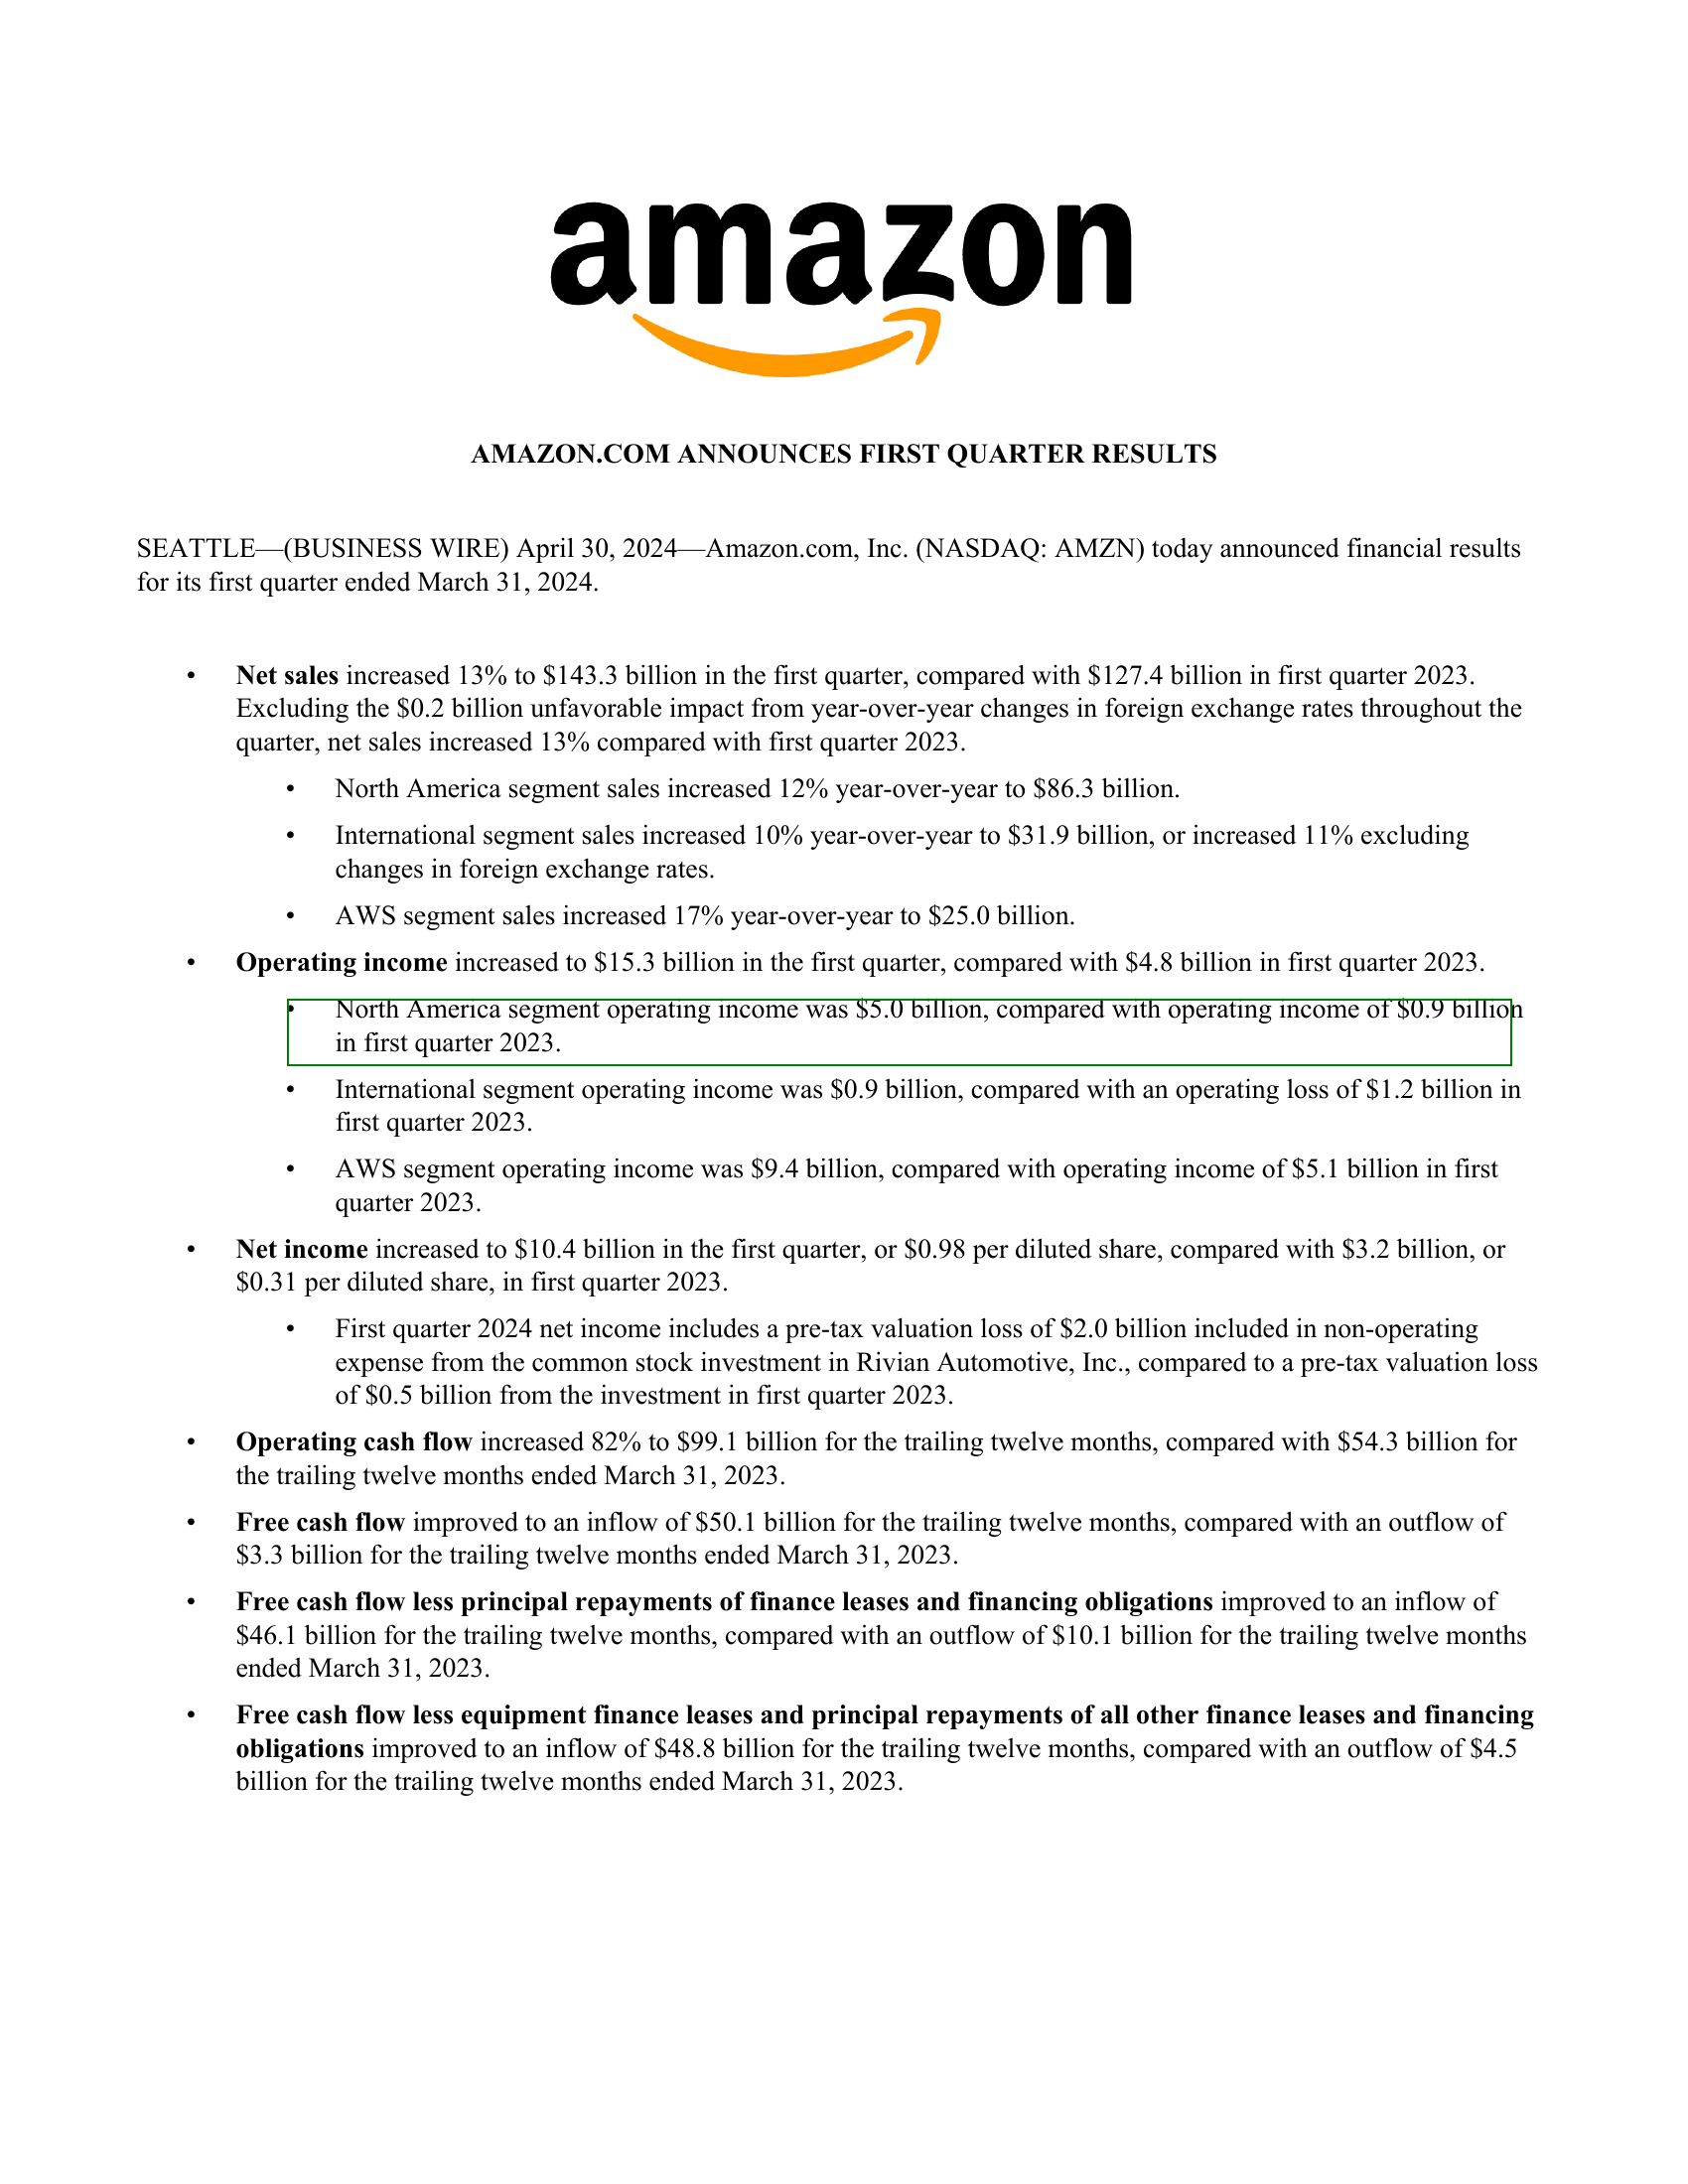 amazon
AMAZON.COM ANNOUNCES FIRST QUARTER RESULTS
SEATTLE—(BUSINESS WIRE) April 30, 2024—Amazon.com, Inc. (NASDAQ: AMZN) today announced financial results
for its first quarter ended March 31, 2024.
• Net sales increased 13% to $143.3 billion in the first quarter, compared with $127.4 billion in first quarter 2023.
Excluding the $0.2 billion unfavorable impact from year-over-year changes in foreign exchange rates throughout the
quarter, net sales increased 13% compared with first quarter 2023.
• North America segment sales increased 12% year-over-year to $86.3 billion.
• International segment sales increased 10% year-over-year to $31.9 billion, or increased 11% excluding
changes in foreign exchange rates.
• AWS segment sales increased 17% year-over-year to $25.0 billion.
• Operating income increased to $15.3 billion in the first quarter, compared with $4.8 billion in first quarter 2023.
• North America segment operating income was $5.0 billion, compared with operating income of $0.9 billion
in first quarter 2023.
• International segment operating income was $0.9 billion, compared with an operating loss of $1.2 billion in
first quarter 2023.
• AWS segment operating income was $9.4 billion, compared with operating income of $5.1 billion in first
quarter 2023.
• Net income increased to $10.4 billion in the first quarter, or $0.98 per diluted share, compared with $3.2 billion, or
$0.31 per diluted share, in first quarter 2023.
• First quarter 2024 net income includes a pre-tax valuation loss of $2.0 billion included in non-operating
expense from the common stock investment in Rivian Automotive, Inc., compared to a pre-tax valuation loss
of $0.5 billion from the investment in first quarter 2023.
• Operating cash flow increased 82% to $99.1 billion for the trailing twelve months, compared with $54.3 billion for
the trailing twelve months ended March 31, 2023.
• Free cash flow improved to an inflow of $50.1 billion for the trailing twelve months, compared with an outflow of
$3.3 billion for the trailing twelve months ended March 31, 2023.
• Free cash flow less principal repayments of finance leases and financing obligations improved to an inflow of
$46.1 billion for the trailing twelve months, compared with an outflow of $10.1 billion for the trailing twelve months
ended March 31, 2023.
• Free cash flow less equipment finance leases and principal repayments of all other finance leases and financing
obligations improved to an inflow of $48.8 billion for the trailing twelve months, compared with an outflow of $4.5
billion for the trailing twelve months ended March 31, 2023.